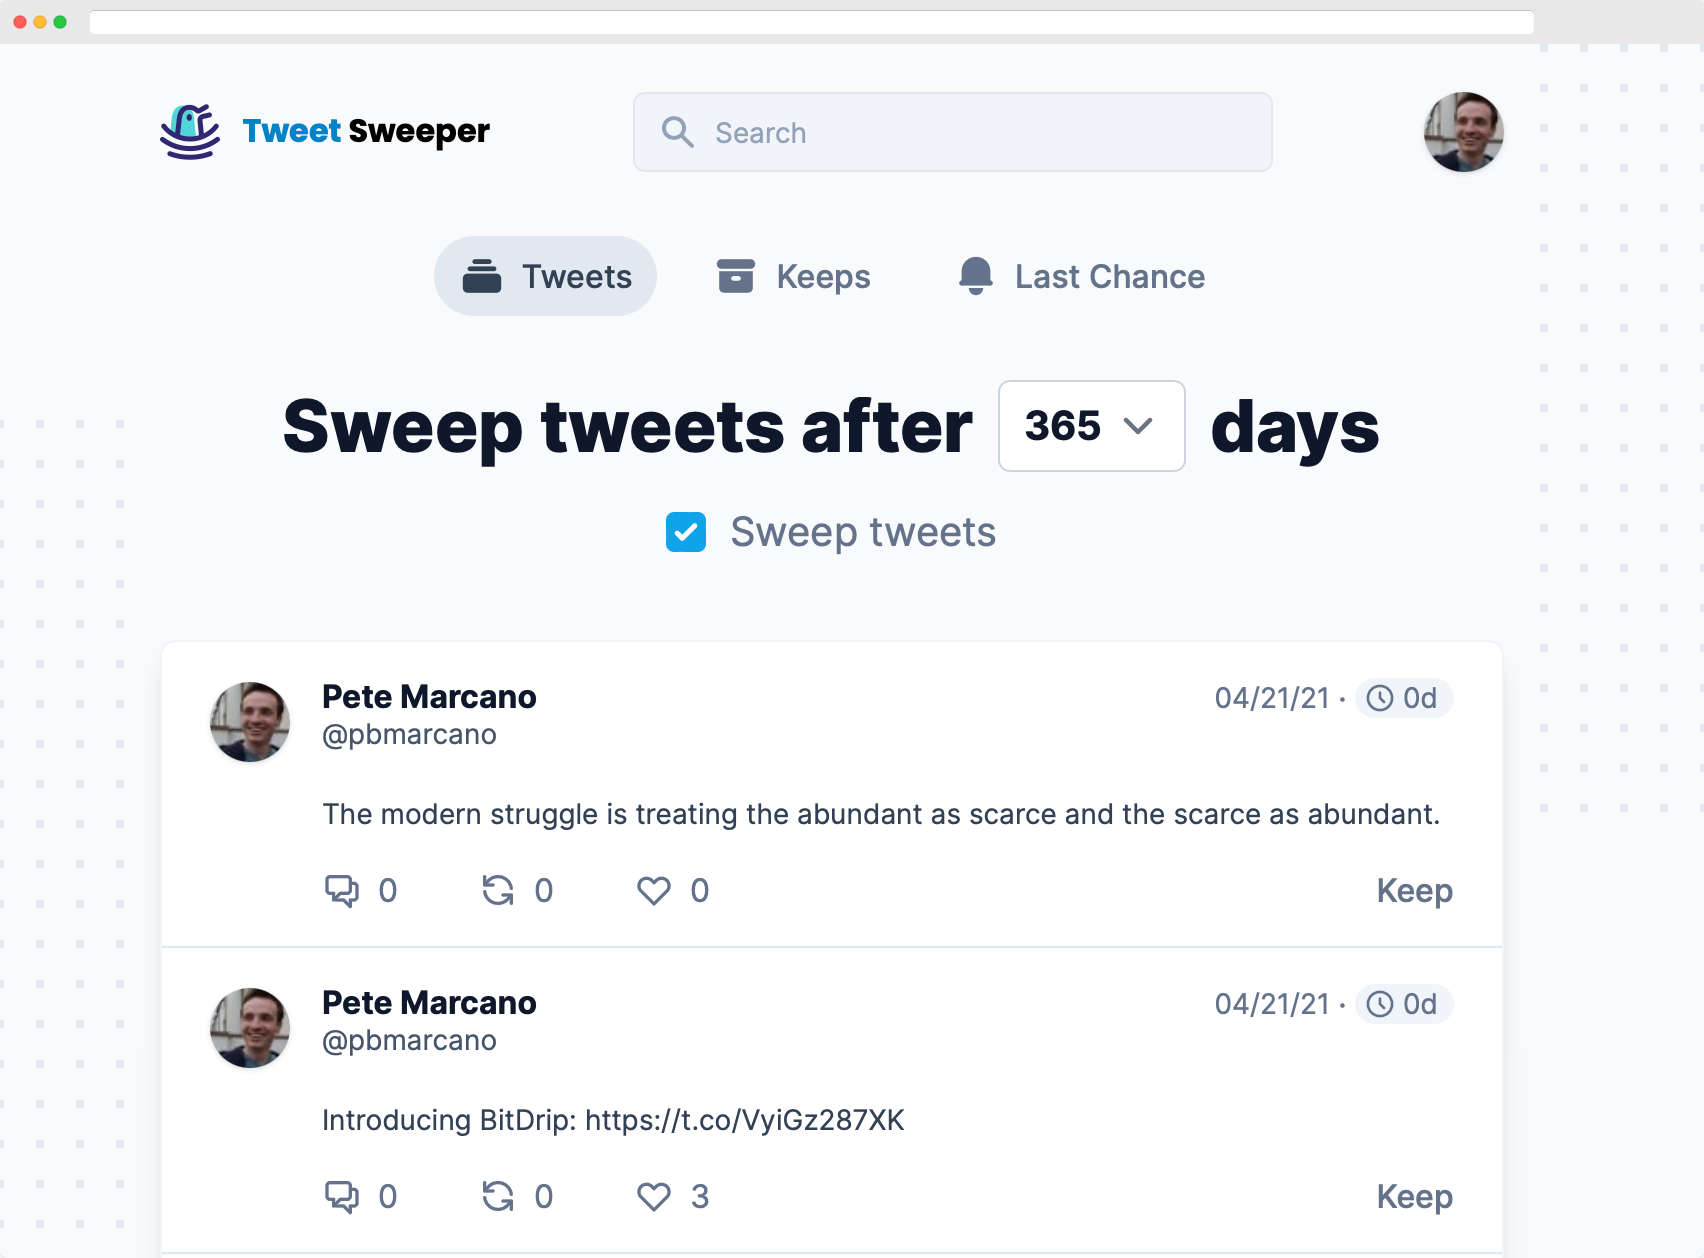 Tweet Sweeper
Search
Tweets
Keeps
Last Chance
Sweep tweets after 365 days
Sweep tweets
Pete Marcano
04/21/21 · 0d
@pbmarcano
The modern struggle is treating the abundant as scarce and the scarce as abundant.
0 0 0 Keep
Pete Marcano
04/21/21 · 0d
@pbmarcano
Introducing BitDrip: https://t.co/VyiGz287XK
0 0 3 Keep